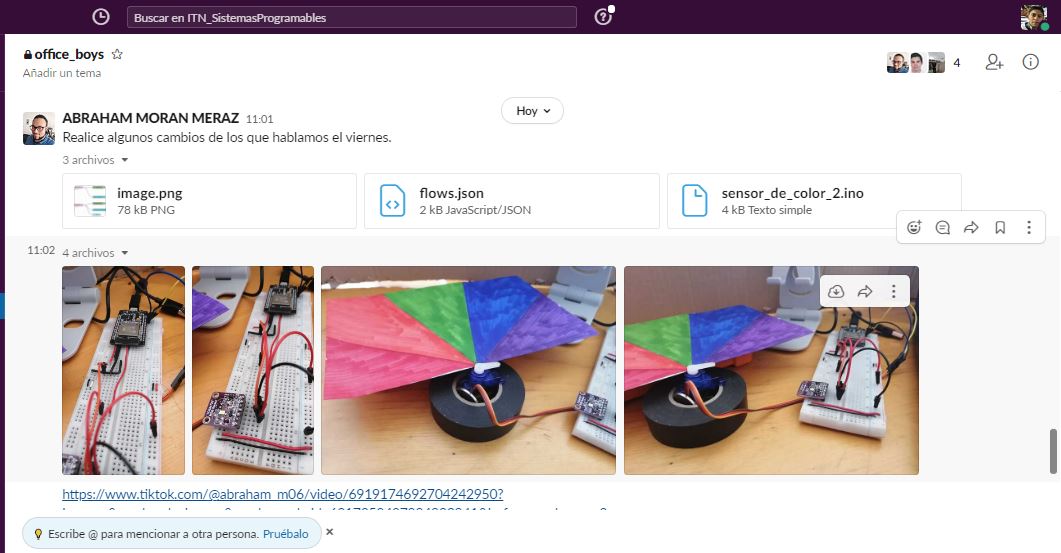 Buscar en ITN_SistemasProgramables
office_boys
Añadir un tema
4
Hoy
ABRAHAM MORAN MERAZ 11:01
Realice algunos cambios de los que hablamos el viernes.
3 archivos
image.png
78 kB PNG
flows.json
2 kB JavaScript/JSON
sensor_de_color_2.ino
4 kB Texto simple
11:02 4 archivos
https://www.tiktok.com/@abraham_m06/video/6919174692704242950?
Escribe @ para mencionar a otra persona. Pruébalo